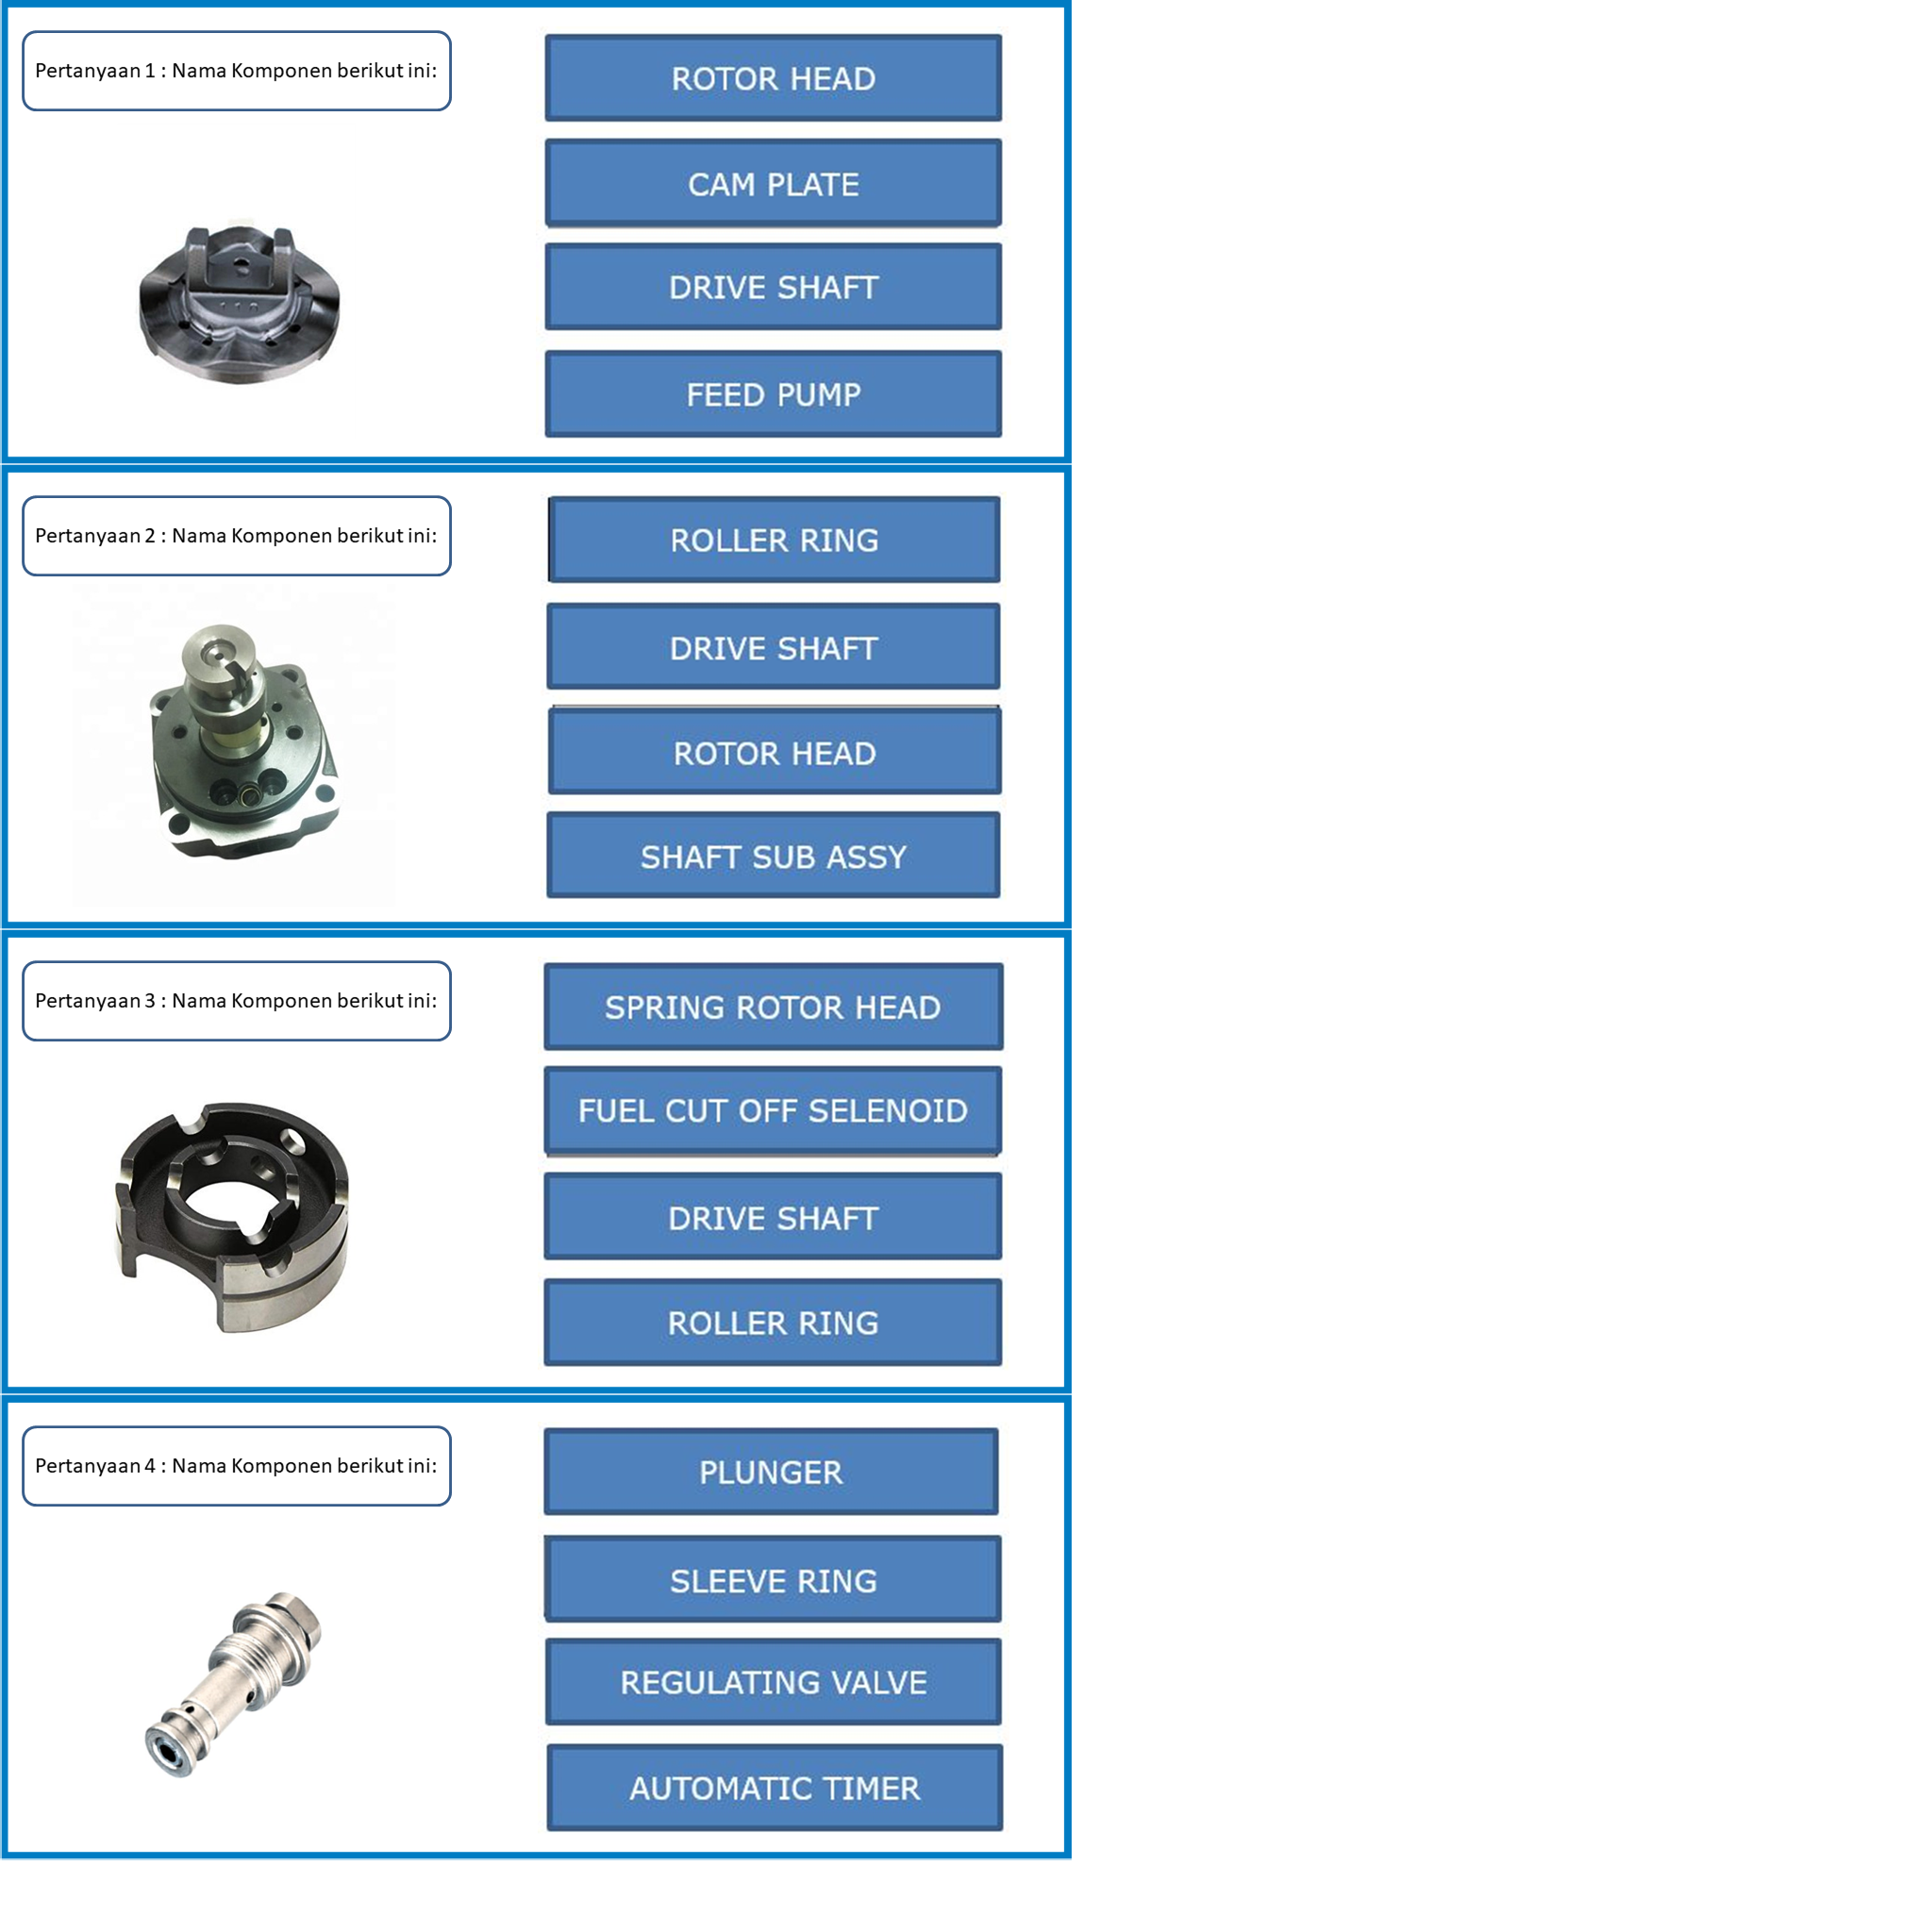 Pertanyaan 1 : Nama Komponen berikut ini:
ROTOR HEAD
CAM PLATE
DRIVE SHAFT
FEED PUMP
Pertanyaan 2 : Nama Komponen berikut ini:
ROLLER RING
DRIVE SHAFT
ROTOR HEAD
SHAFT SUB ASSY
Pertanyaan 3 : Nama Komponen berikut ini:
SPRING ROTOR HEAD
FUEL CUT OFF SELENOID
DRIVE SHAFT
ROLLER RING
Pertanyaan 4 : Nama Komponen berikut ini:
PLUNGER
SLEEVE RING
REGULATING VALVE
AUTOMATIC TIMER